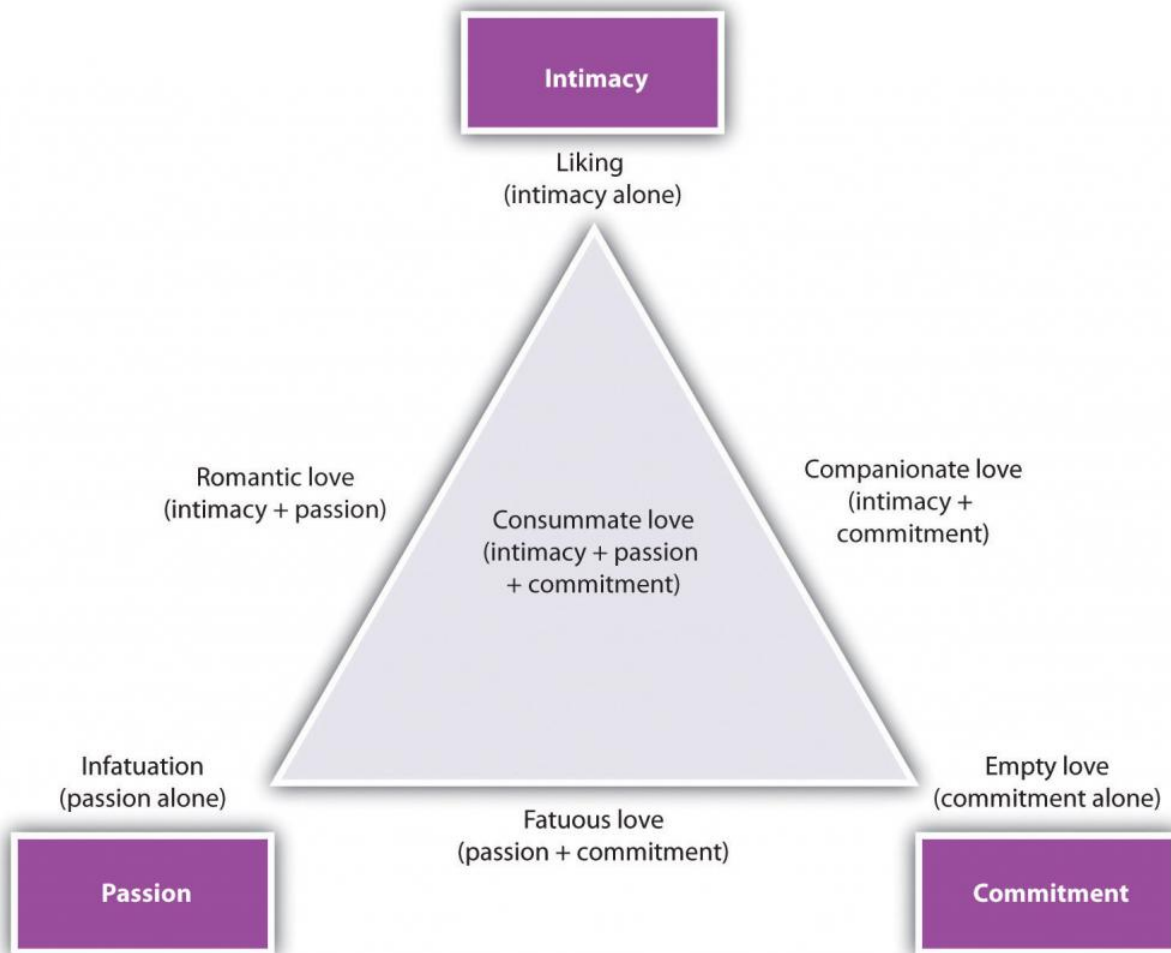 Intimacy
Liking
(intimacy alone)
Romantic love
(intimacy + passion)
Companionate love
(intimacy +
commitment)
Consummate love
(intimacy + passion
+ commitment)
Infatuation
(passion alone)
Empty love
(commitment alone)
Fatuous love
(passion + commitment)
Passion
Commitment